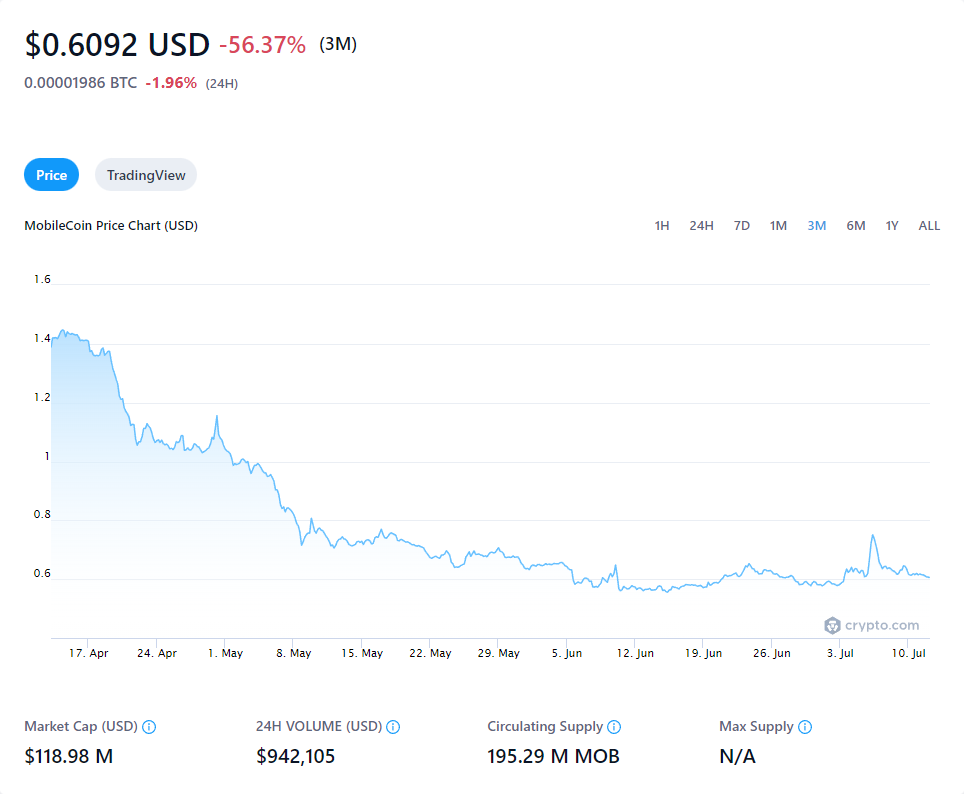 $0.6092 USD -56.37% (3M)
0.00001986 BTC -1.96% (24H)
Price TradingView
MobileCoin Price Chart (USD) 1H 24H 7D 1M 3M 6M 1Y ALL
1.6
1.4
1.2
1
0.8
0.6
crypto.com
17. Apr 24. Apr 1. May 8. May 15. May 22. May 29. May 5. Jun 12. Jun 19. Jun 26. Jun 3. Jul 10. Jul
Market Cap (USD) 24H VOLUME (USD) Circulating Supply Max Supply
$118.98 M $942,105 195.29 M MOB N/A